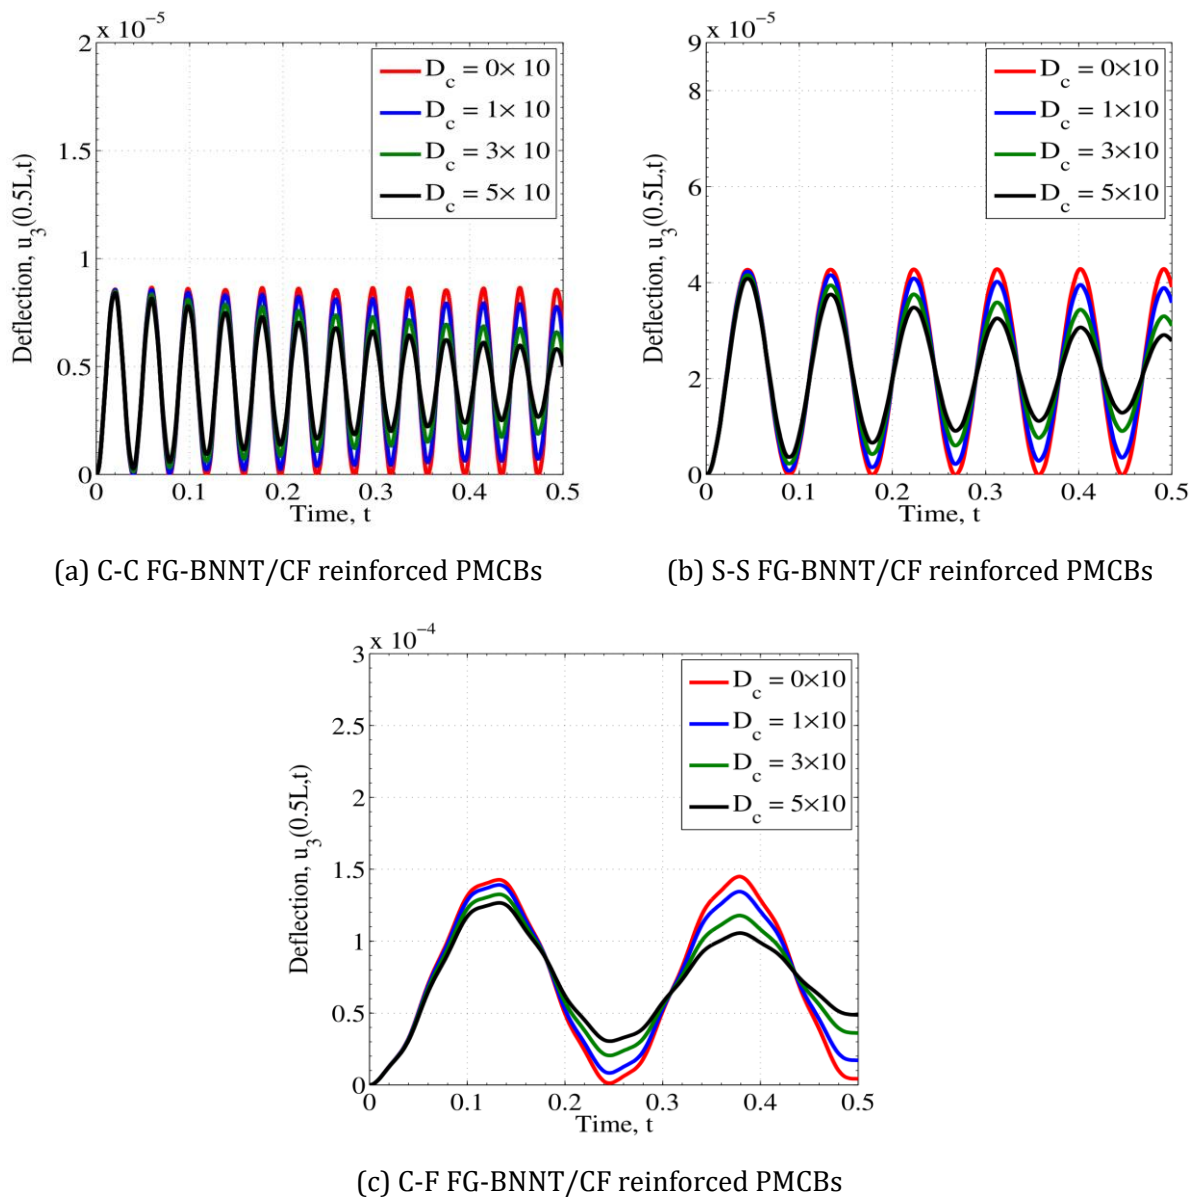 x 10^-5
2
1.5
1
0.5
0
Deflection, u_3(0.5L,t)
D_c = 0× 10
D_c = 1× 10
D_c = 3× 10
D_c = 5× 10
0 0.1 0.2 0.3 0.4 0.5
Time, t
(a) C-C FG-BNNT/CF reinforced PMCBs
x 10^-5
9
8
6
4
2
0
Deflection, u_3(0.5L,t)
D_c = 0×10
D_c = 1×10
D_c = 3×10
D_c = 5×10
0 0.1 0.2 0.3 0.4 0.5
Time, t
(b) S-S FG-BNNT/CF reinforced PMCBs
x 10^-4
3
2.5
2
1.5
1
0.5
0
Deflection, u_3(0.5L,t)
D_c = 0×10
D_c = 1×10
D_c = 3×10
D_c = 5×10
0 0.1 0.2 0.3 0.4 0.5
Time, t
(c) C-F FG-BNNT/CF reinforced PMCBs